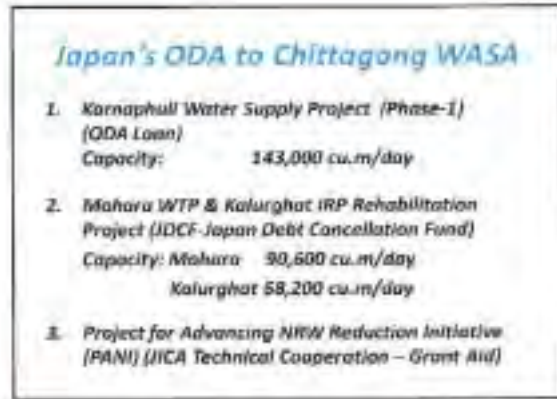 Japan's ODA to Chittagong WASA
1. Karnaphuli Water Supply Project (Phase-1)
(ODA Loan)
Capacity: 143,000 cu.m/day
2. Mohara WTP & Kalurghat IRP Rehabilitation
Project (JDCF-Japan Debt Cancellation Fund)
Capacity: Mohara 90,600 cu.m/day
Kalurghat 68,200 cu.m/day
3. Project for Advancing NRW Reduction Initiative
(PANI) (JICA Technical Cooperation – Grant Aid)